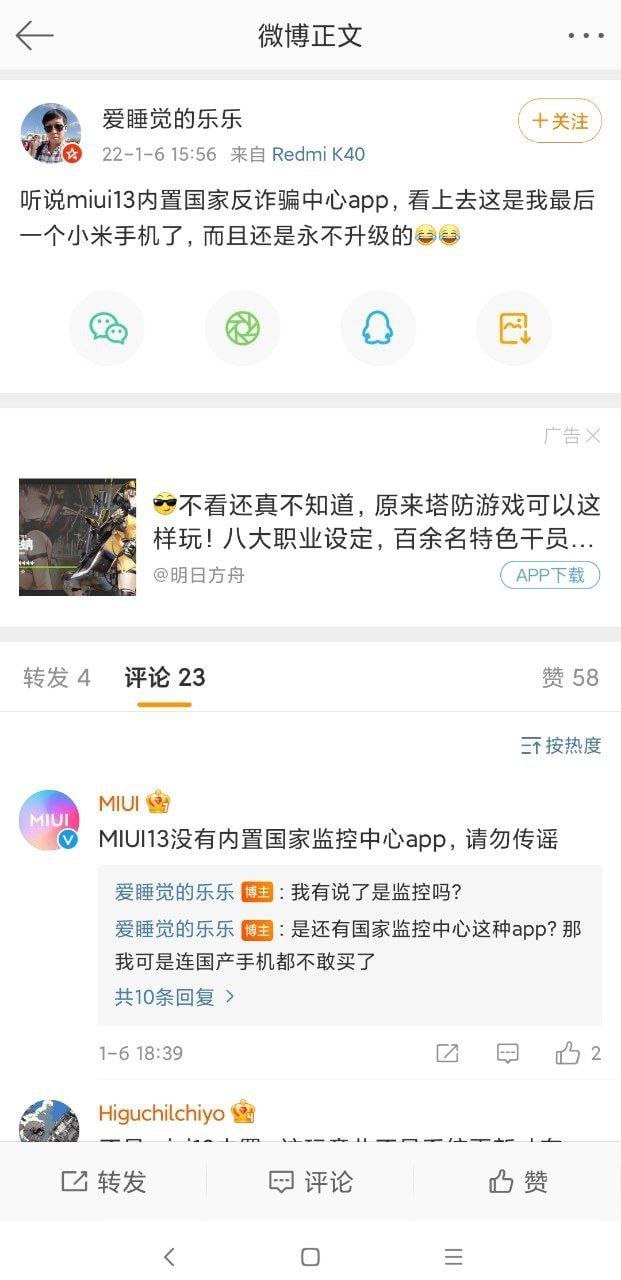 微博正文
爱睡觉的乐乐
+关注
22-1-6 15:56 来自 Redmi K40
听说miui13内置国家反诈骗中心app，看上去这是我最后
一个小米手机了，而且还是永不升级的😂😂
广告
😎不看还真不知道，原来塔防游戏可以这
样玩！八大职业设定，百余名特色干员...
@明日方舟
APP下载
转发 4
评论 23
赞 58
按热度
MIUI
MIUI
MIUI13没有内置国家监控中心app，请勿传谣
爱睡觉的乐乐 博主：我有说了是监控吗?
爱睡觉的乐乐 博主：是还有国家监控中心这种app? 那
我可是连国产手机都不敢买了
共10条回复 >
1-6 18:39
2
Higuchilchiyo
转发
评论
赞